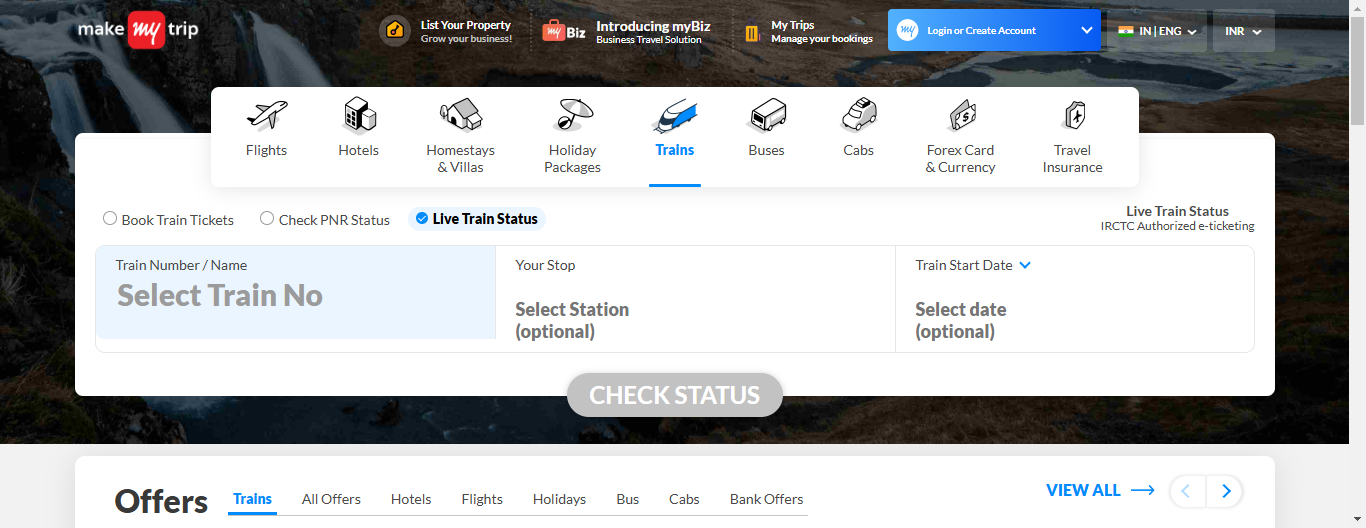 make my trip
List Your Property
Grow your business!
my Biz
Introducing myBiz
Business Travel Solution
My Trips
Manage your bookings
my
Login or Create Account
IN | ENG
INR
Flights
Hotels
Homestays
& Villas
Holiday
Packages
Trains
Buses
Cabs
Forex Card
& Currency
Travel
Insurance
Book Train Tickets
Check PNR Status
Live Train Status
Live Train Status
IRCTC Authorized e-ticketing
Train Number / Name
Select Train No
Your Stop
Select Station
(optional)
Train Start Date
Select date
(optional)
CHECK STATUS
Offers
Trains
All Offers
Hotels
Flights
Holidays
Bus
Cabs
Bank Offers
VIEW ALL